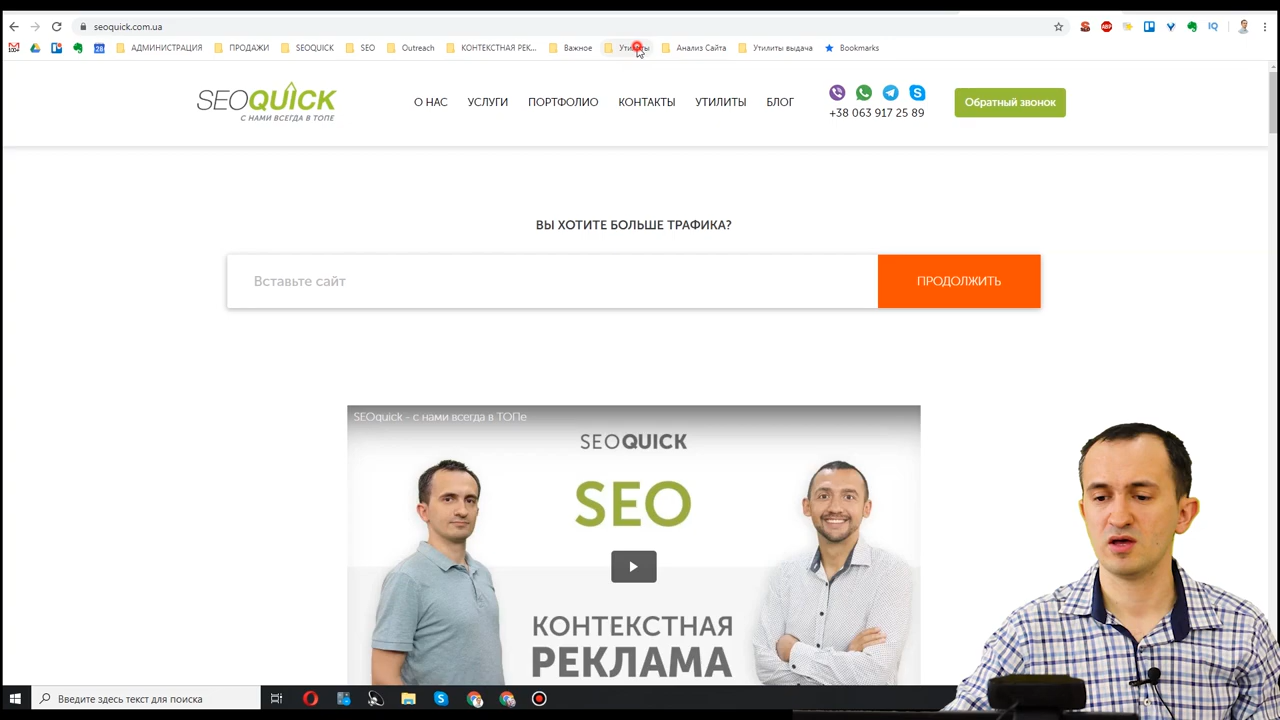 seoquick.com.ua
АДМИНИСТРАЦИЯ ПРОДАЖИ SEOQUICK SEO Outreach КОНТЕКСТНАЯ РЕК... Важное Утилиты Анализ Сайта Утилиты выдача Bookmarks
SEOQUICK
С НАМИ ВСЕГДА В ТОПЕ
О НАС УСЛУГИ ПОРТФОЛИО КОНТАКТЫ УТИЛИТЫ БЛОГ
+38 063 917 25 89
Обратный звонок
ВЫ ХОТИТЕ БОЛЬШЕ ТРАФИКА?
Вставьте сайт
ПРОДОЛЖИТЬ
SEOquick - с нами всегда в ТОПе
SEOQUICK
SEO
КОНТЕКСТНАЯ
РЕКЛАМА
Введите здесь текст для поиска